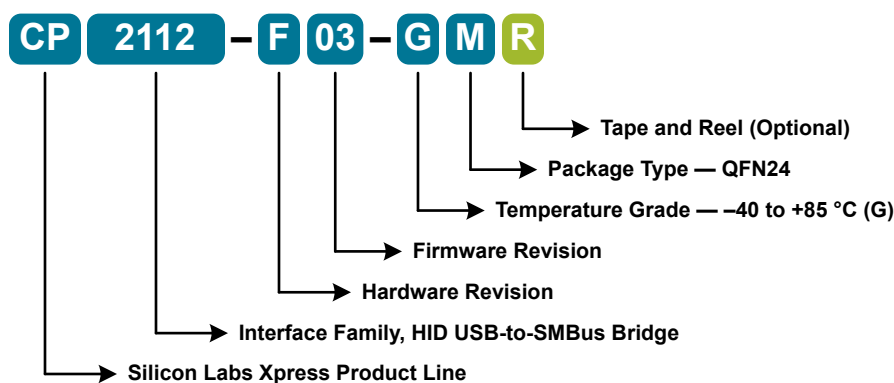 CP 2112 – F 03 – G M R
Tape and Reel (Optional)
Package Type — QFN24
Temperature Grade — –40 to +85 °C (G)
Firmware Revision
Hardware Revision
Interface Family, HID USB-to-SMBus Bridge
Silicon Labs Xpress Product Line